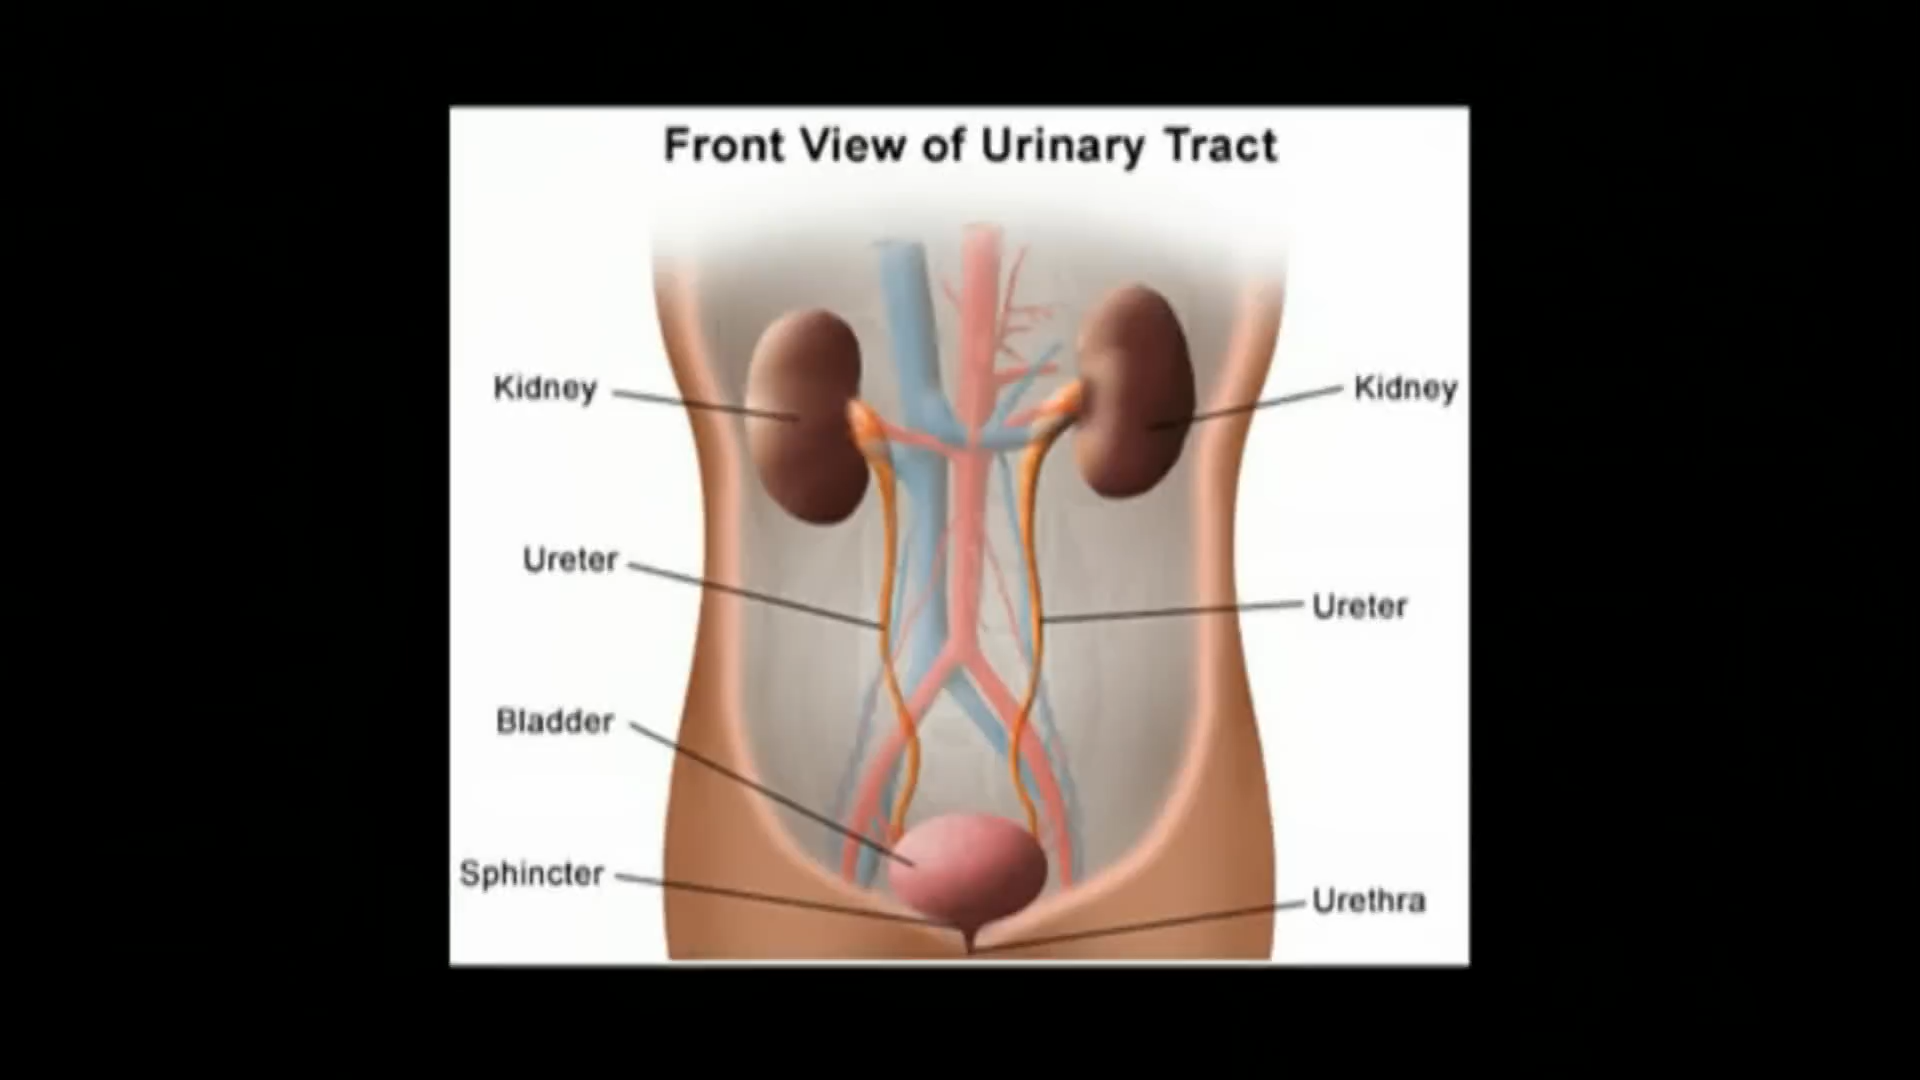 Front View of Urinary Tract
Kidney
Kidney
Ureter
Ureter
Bladder
Sphincter
Urethra